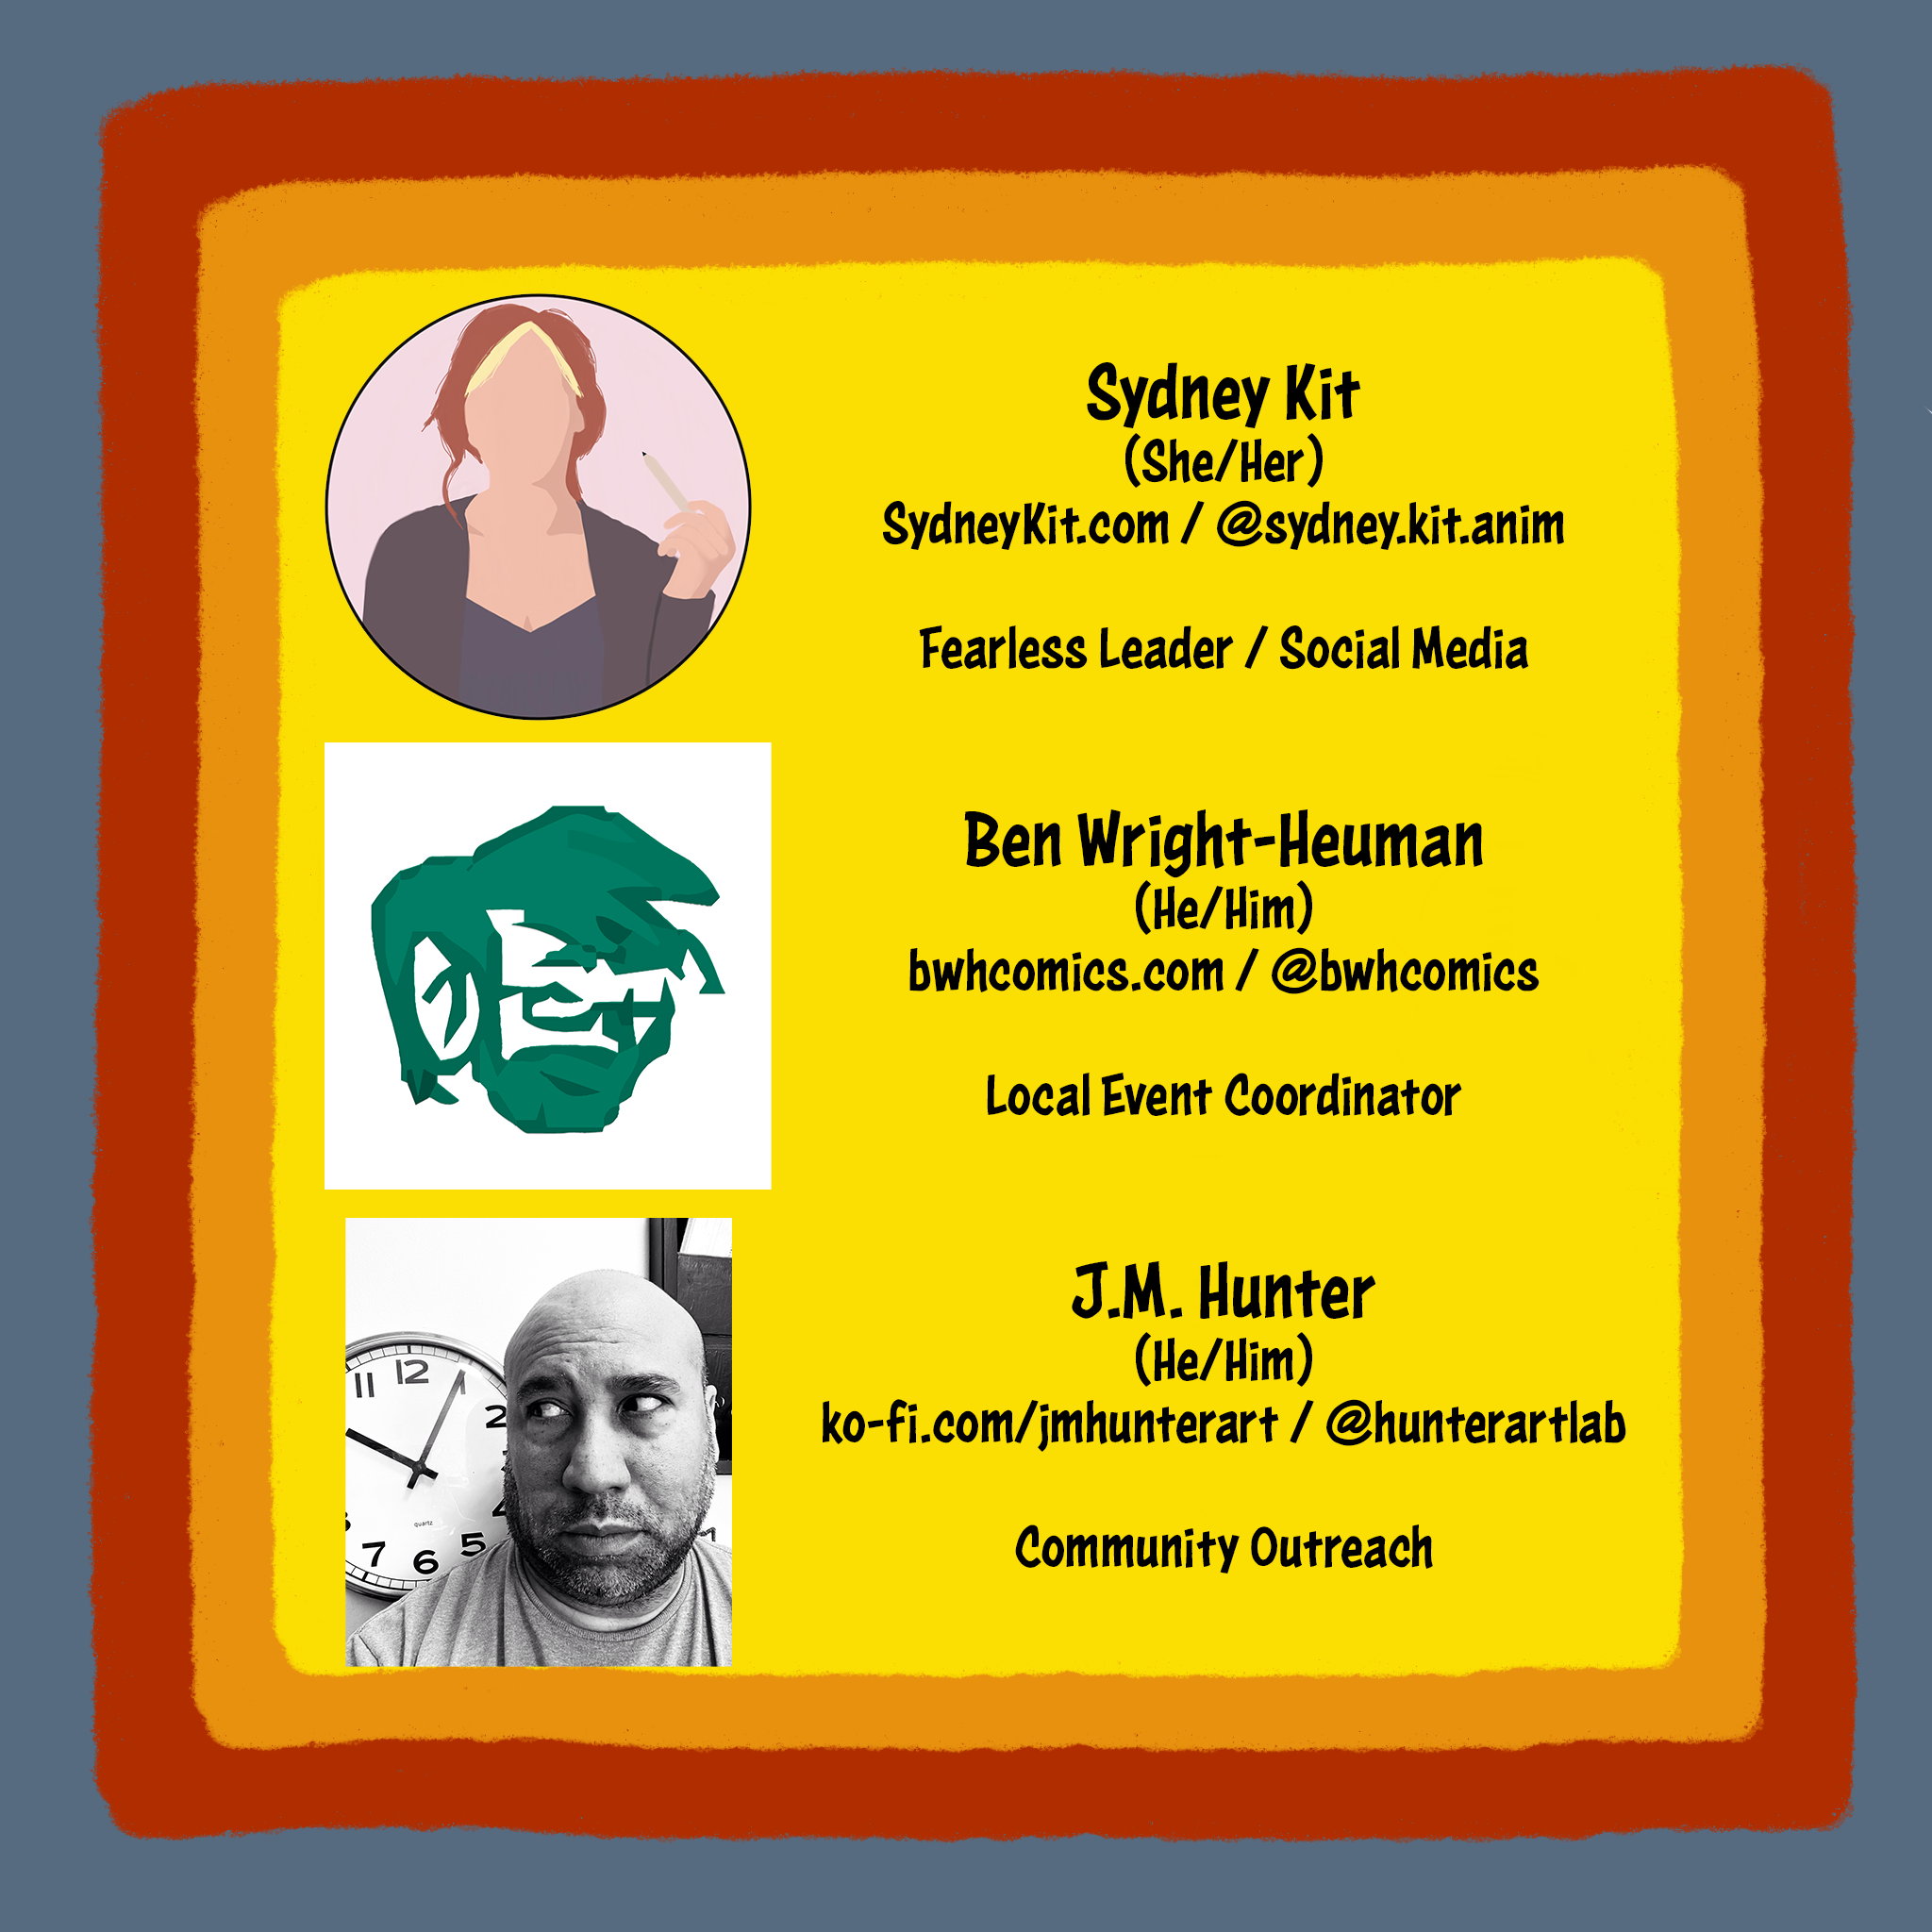 Sydney Kit
(She/Her)
SydneyKit.com / @sydney.kit.anim
Fearless Leader / Social Media
Ben Wright-Heuman
(He/Him)
bwhcomics.com / @bwhcomics
Local Event Coordinator
J.M. Hunter
(He/Him)
ko-fi.com/jmhunterart / @hunterartlab
Community Outreach
11 12
2
4
quartz
7 6 5